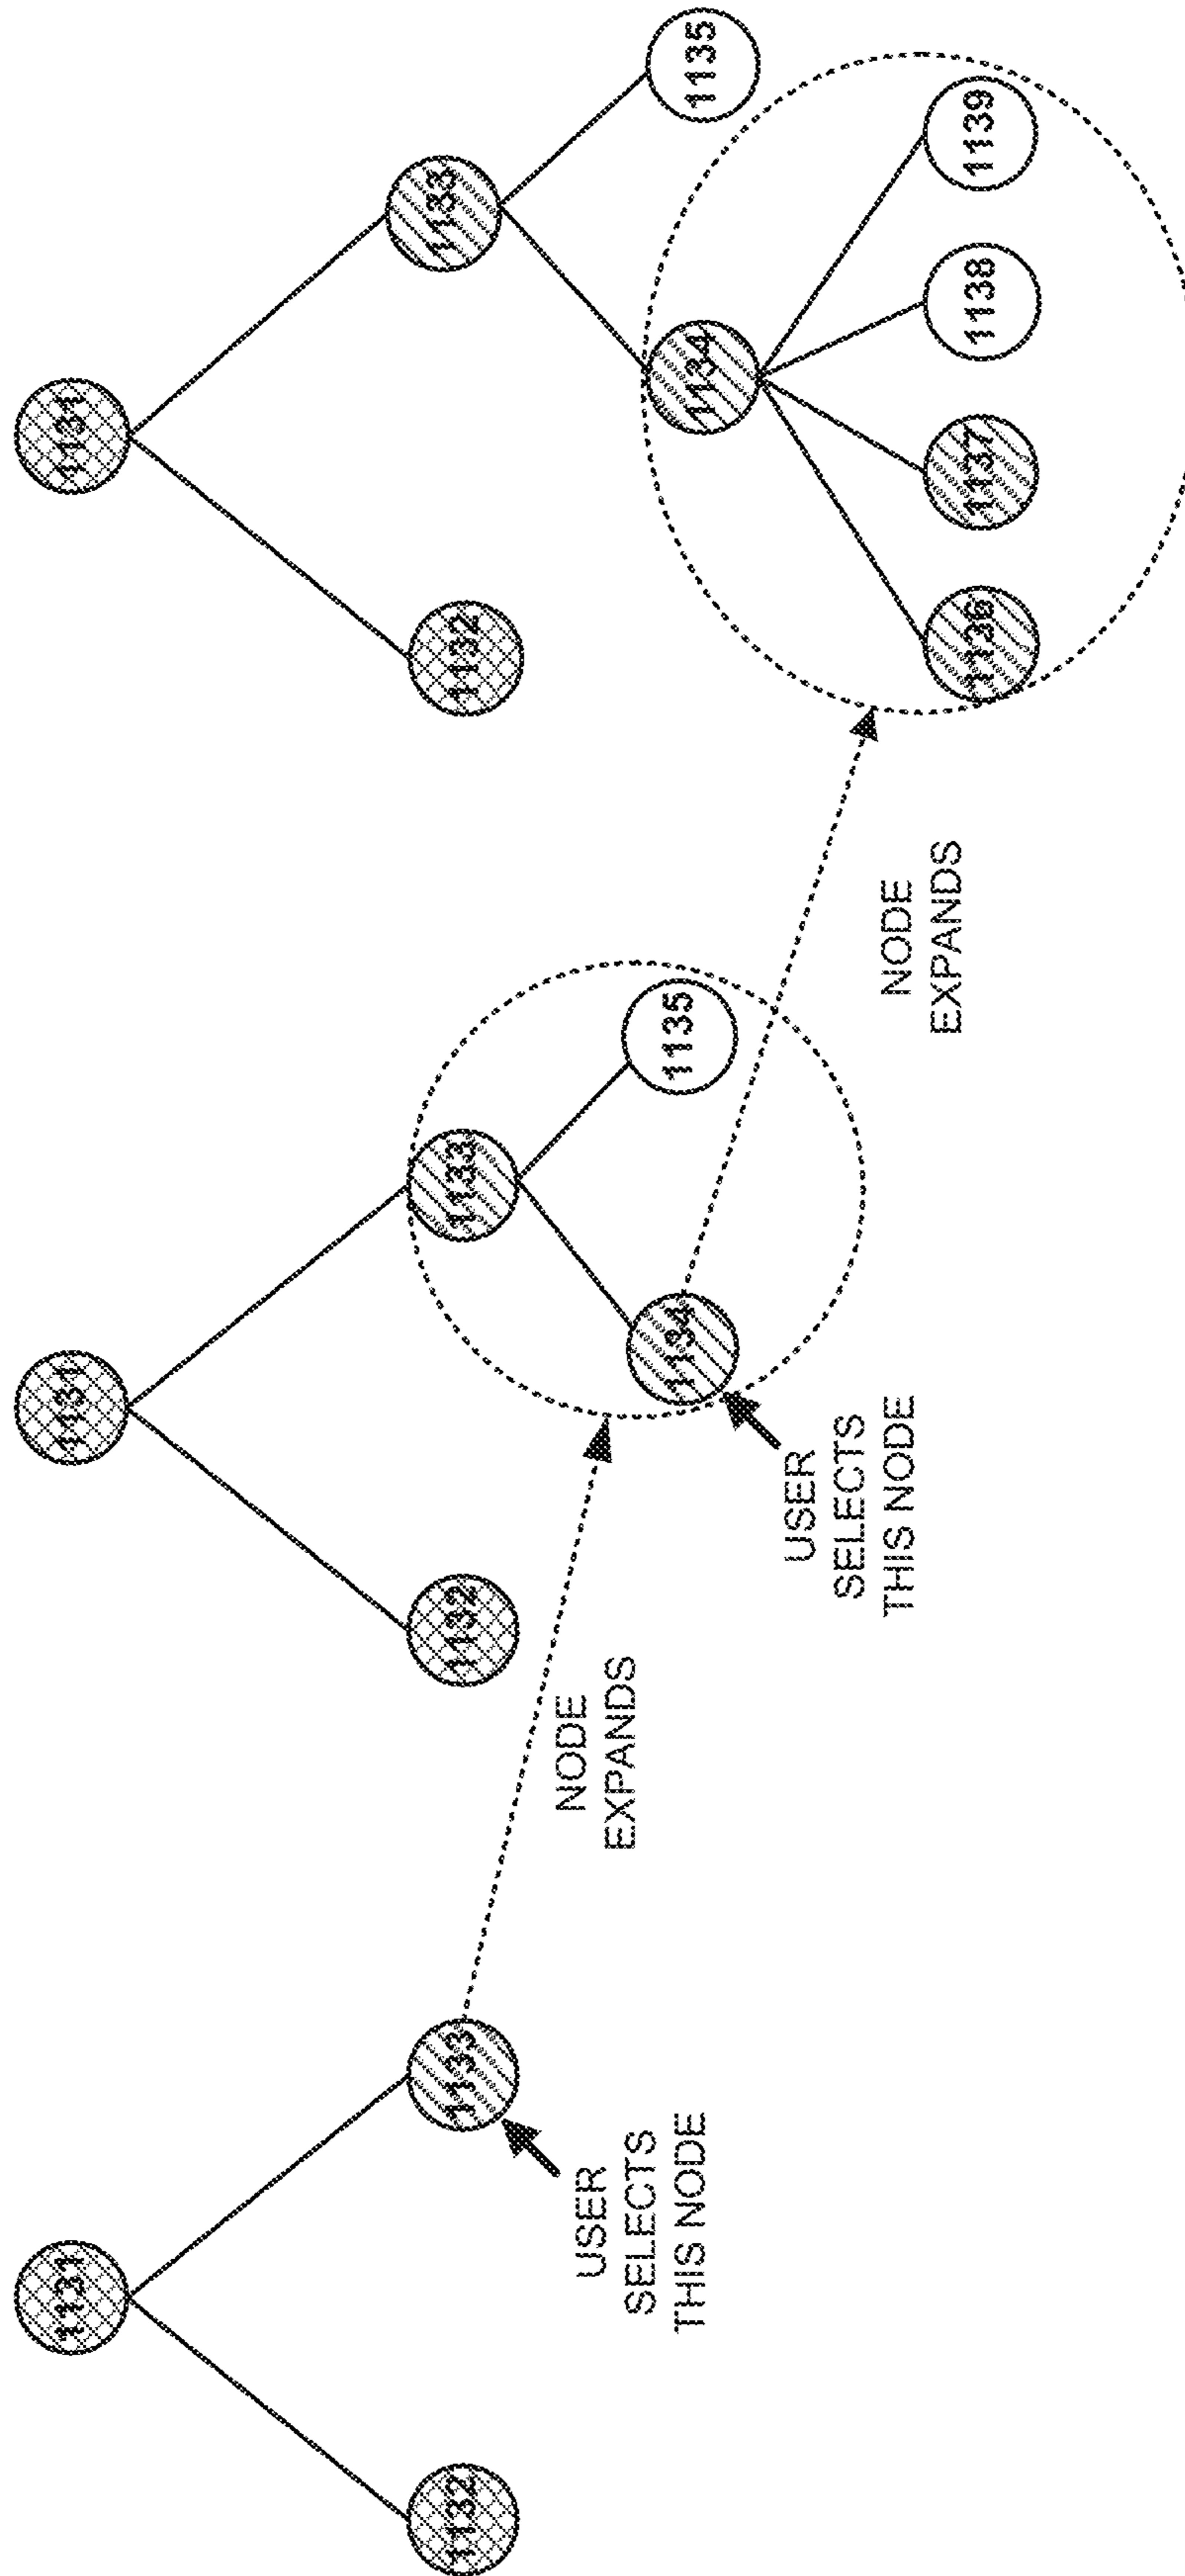 1131
1132
1133
USER
SELECTS
THIS NODE
NODE
EXPANDS
1131
1132
1133
1134
1135
USER
SELECTS
THIS NODE
NODE
EXPANDS
1131
1132
1133
1134
1135
1136
1137
1138
1139